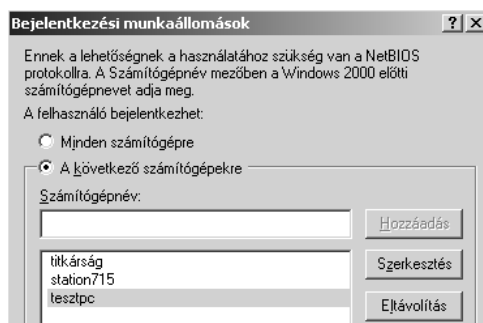 Bejelentkezési munkaállomások
Ennek a lehetőségnek a használatához szükség van a NetBIOS
protokollra. A Számítógépnév mezőben a Windows 2000 előtti
számítógépnevet adja meg.
A felhasználó bejelentkezhet:
Minden számítógépre
A következő számítógépekre
Számítógépnév:
Hozzáadás
titkárság
Szerkesztés
station715
tesztpc
Eltávolítás